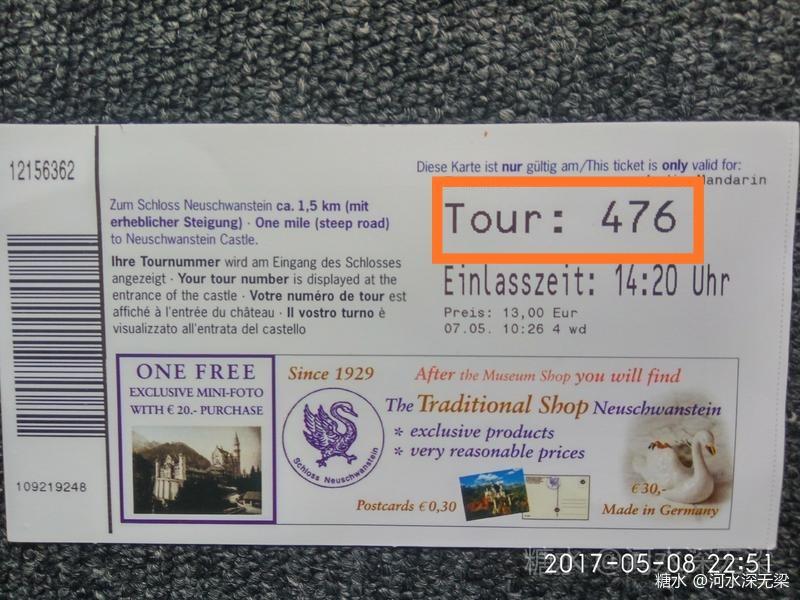 12156362
Diese Karte ist nur gültig am/This ticket is only valid for:
Mandarin
Tour: 476
Einlasszeit: 14:20 Uhr
Preis: 13,00 Eur
07.05. 10:26 4 wd
Zum Schloss Neuschwanstein ca. 1,5 km (mit
erheblicher Steigung) · One mile (steep road)
to Neuschwanstein Castle.
Ihre Tournummer wird am Eingang des Schlosses
angezeigt · Your tour number is displayed at the
entrance of the castle · Votre numéro de tour est
affiché à l'entrée du château · Il vostro turno è
visualizzato all'entrata del castello
109219248
ONE FREE
EXCLUSIVE MINI-FOTO
WITH € 20.- PURCHASE
Since 1929
Schloss Neuschwanstein
After the Museum Shop you will find
The Traditional Shop Neuschwanstein
* exclusive products
* very reasonable prices
Postcards € 0,30
€ 30,-
Made in Germany
2017-05-08 22:51
糖水 @河水深无梁